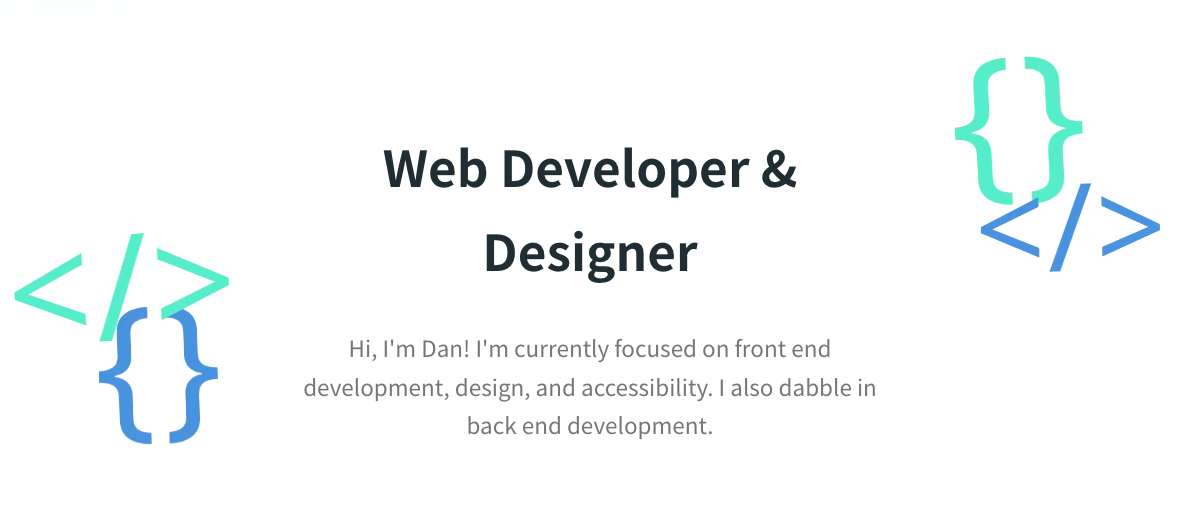 {}
</>
Web Developer &
Designer
</>
{}
Hi, I'm Dan! I'm currently focused on front end
development, design, and accessibility. I also dabble in
back end development.